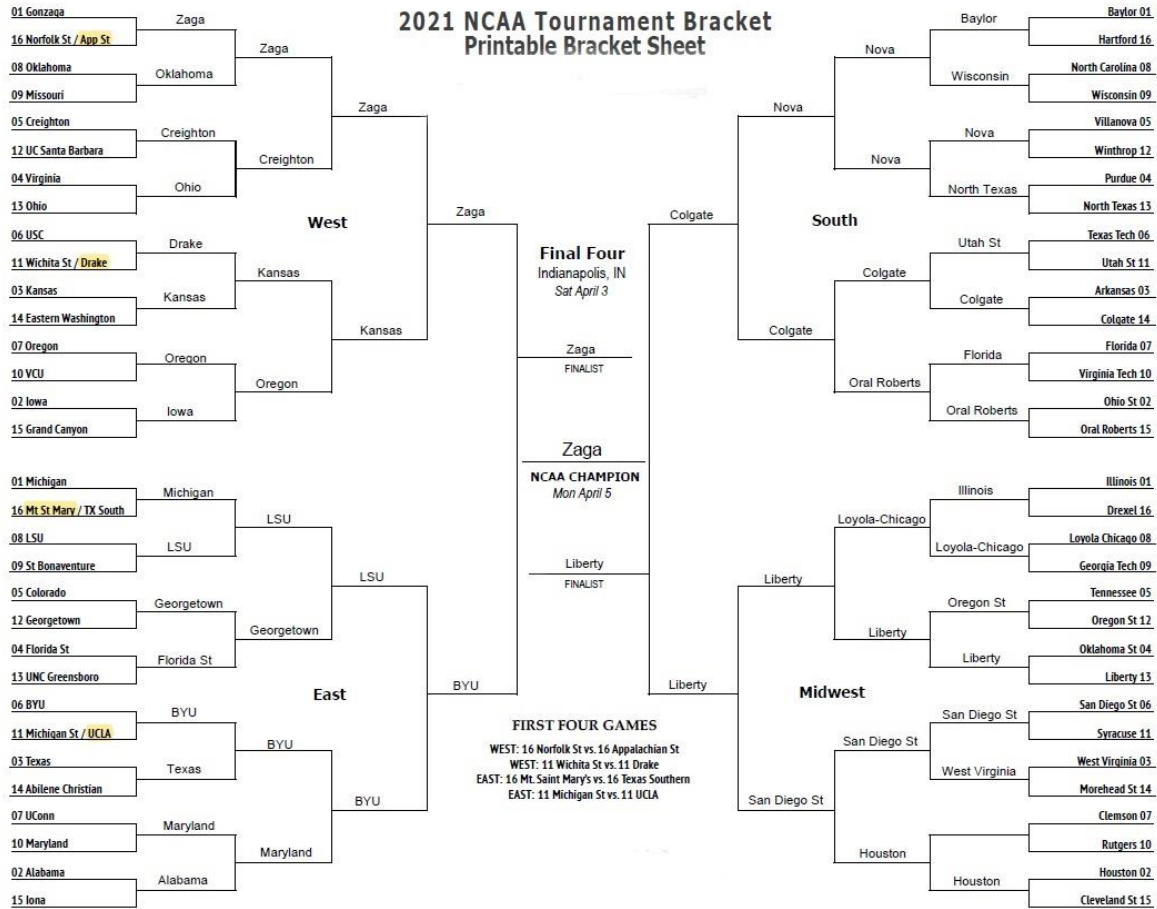 2021 NCAA Tournament Bracket
Printable Bracket Sheet
01 Gonzaga
16 Norfolk St / App St
08 Oklahoma
09 Missouri
05 Creighton
12 UC Santa Barbara
04 Virginia
13 Ohio
06 USC
11 Wichita St / Drake
03 Kansas
14 Eastern Washington
07 Oregon
10 VCU
02 Iowa
15 Grand Canyon
Zaga
Oklahoma
Creighton
Ohio
Drake
Kansas
Oregon
Iowa
Zaga
Creighton
Kansas
Oregon
Zaga
Kansas
West
Zaga
01 Michigan
16 Mt St Mary / TX South
08 LSU
09 St Bonaventure
05 Colorado
12 Georgetown
04 Florida St
13 UNC Greensboro
06 BYU
11 Michigan St / UCLA
03 Texas
14 Abilene Christian
07 UConn
10 Maryland
02 Alabama
15 Iona
Michigan
LSU
Georgetown
Florida St
BYU
Texas
Maryland
Alabama
LSU
Georgetown
BYU
Maryland
LSU
BYU
East
BYU
Final Four
Indianapolis, IN
Sat April 3
Zaga
FINALIST
Zaga
NCAA CHAMPION
Mon April 5
Liberty
FINALIST
FIRST FOUR GAMES
WEST: 16 Norfolk St vs. 16 Appalachian St
WEST: 11 Wichita St vs. 11 Drake
EAST: 16 Mt. Saint Mary's vs. 16 Texas Southern
EAST: 11 Michigan St vs. 11 UCLA
Colgate
South
Nova
Colgate
Nova
Nova
Colgate
Oral Roberts
Baylor
Wisconsin
Nova
North Texas
Utah St
Colgate
Florida
Oral Roberts
Baylor 01
Hartford 16
North Carolina 08
Wisconsin 09
Villanova 05
Winthrop 12
Purdue 04
North Texas 13
Texas Tech 06
Utah St 11
Arkansas 03
Colgate 14
Florida 07
Virginia Tech 10
Ohio St 02
Oral Roberts 15
Liberty
Midwest
Liberty
San Diego St
Loyola-Chicago
Liberty
San Diego St
Houston
Illinois
Loyola-Chicago
Oregon St
Liberty
San Diego St
West Virginia
Houston
Illinois 01
Drexel 16
Loyola Chicago 08
Georgia Tech 09
Tennessee 05
Oregon St 12
Oklahoma St 04
Liberty 13
San Diego St 06
Syracuse 11
West Virginia 03
Morehead St 14
Clemson 07
Rutgers 10
Houston 02
Cleveland St 15